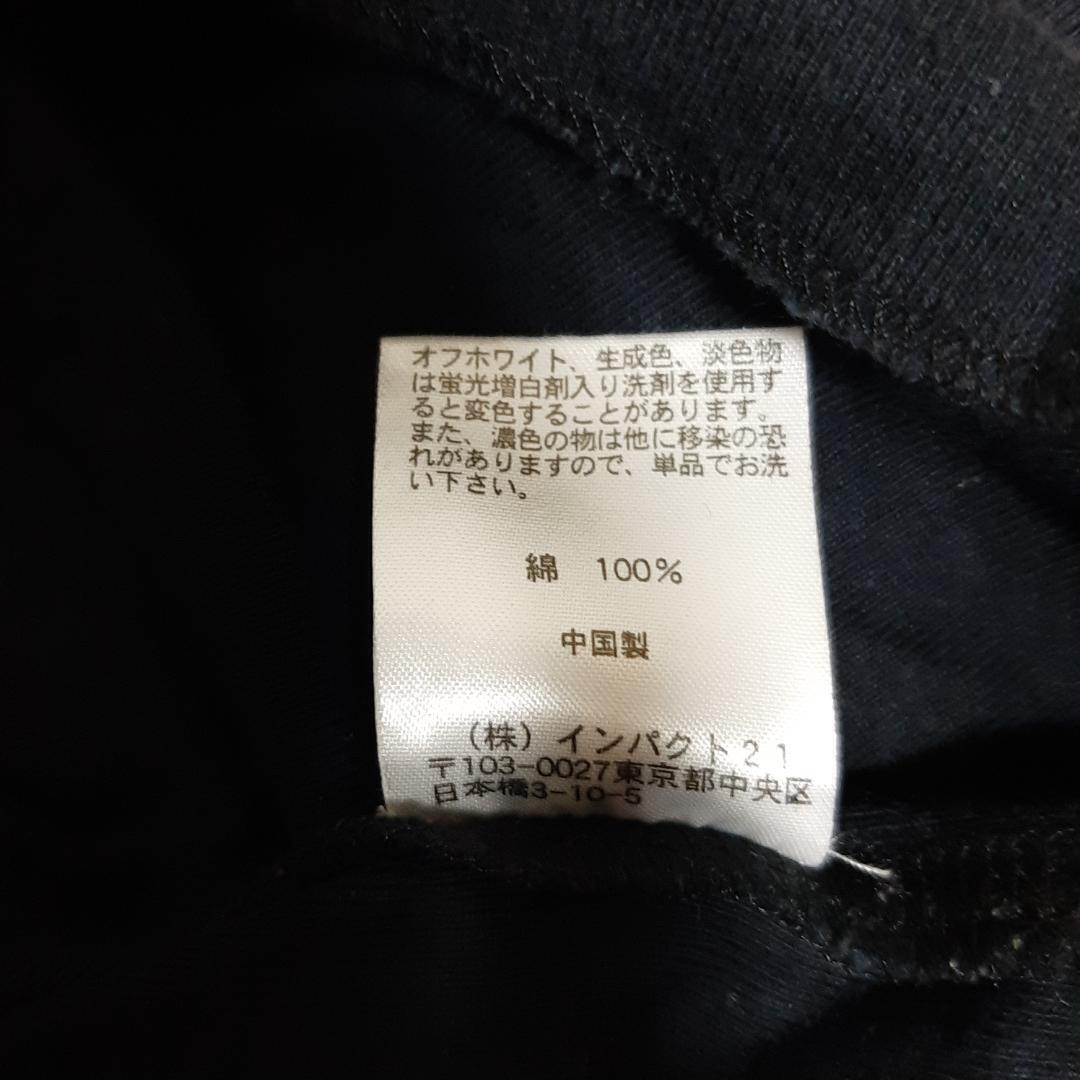 オフホワイト、生成色、淡色物
は蛍光増白剤入り洗剤を使用す
ると変色することがあります。
また、濃色の物は他に移染の恐
れがありますので、単品でお洗
い下さい。
綿　100%
中国製
(株) インパクト21
〒103-0027東京都中央区
日本橋3-10-5